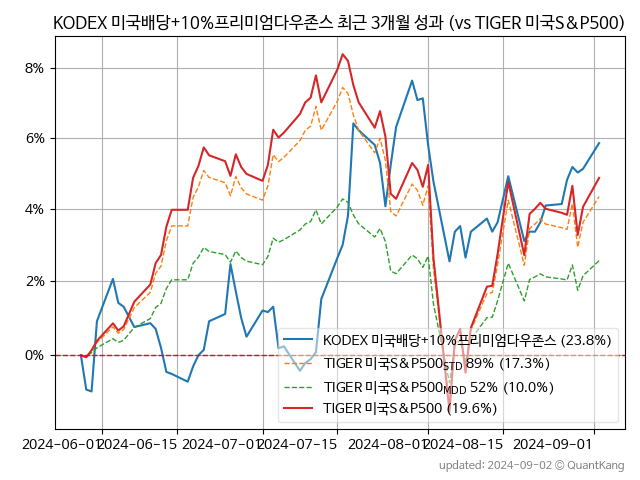 KODEX 미국배당+10%프리미엄다우존스 최근 3개월 성과 (vs TIGER 미국S&P500)
8%
6%
4%
2%
0%
KODEX 미국배당+10%프리미엄다우존스 (23.8%)
TIGER 미국S&P500STD 89% (17.3%)
TIGER 미국S&P500MDD 52% (10.0%)
TIGER 미국S&P500 (19.6%)
2024-06-01 2024-06-15 2024-07-01 2024-07-15 2024-08-01 2024-08-15 2024-09-01
updated: 2024-09-02 © QuantKang